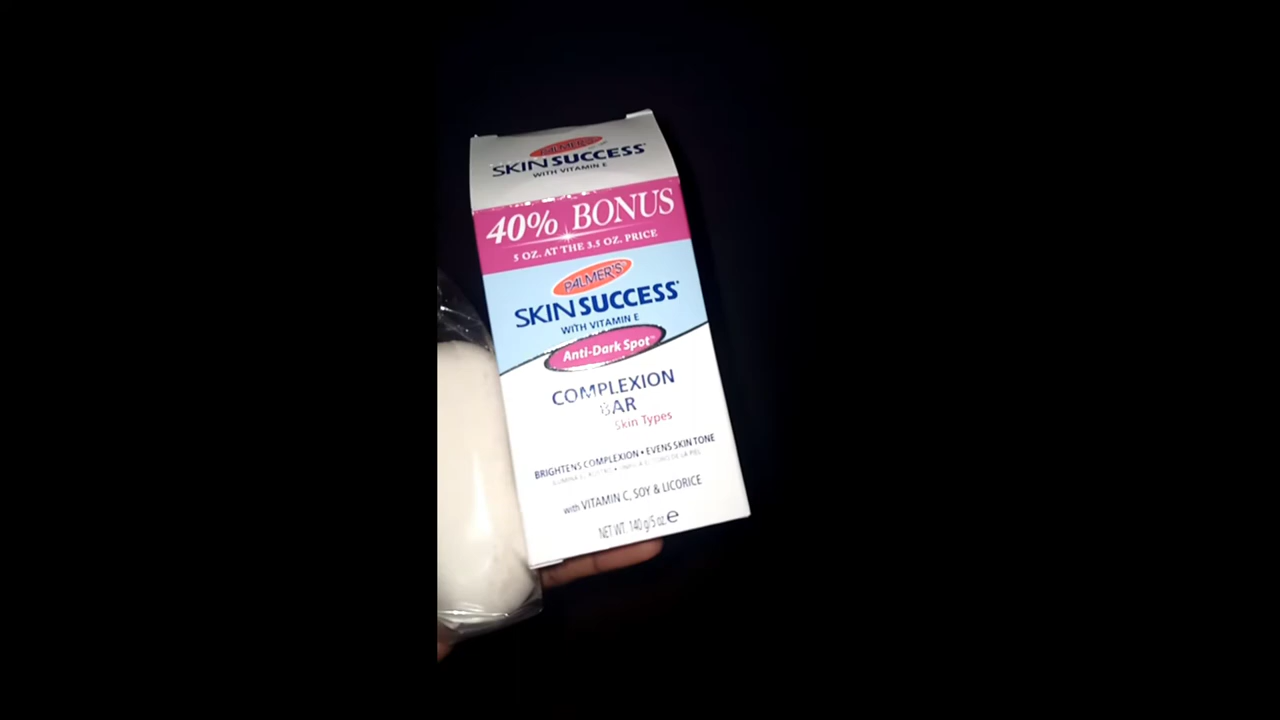 PALMER'S
SKIN SUCCESS
WITH VITAMIN E
40% BONUS
5 OZ. AT THE 3.5 OZ. PRICE
PALMER'S
SKIN SUCCESS
WITH VITAMIN E
Anti-Dark Spot
COMPLEXION
BAR
Skin Types
BRIGHTENS COMPLEXION • EVENS SKIN TONE
with VITAMIN C, SOY & LICORICE
NET WT. 140 g/5 oz e